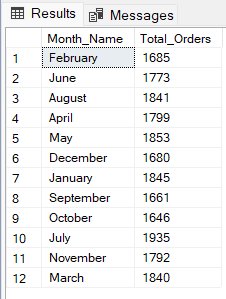 Results Messages
Month_Name Total_Orders
1 February 1685
2 June 1773
3 August 1841
4 April 1799
5 May 1853
6 December 1680
7 January 1845
8 September 1661
9 October 1646
10 July 1935
11 November 1792
12 March 1840